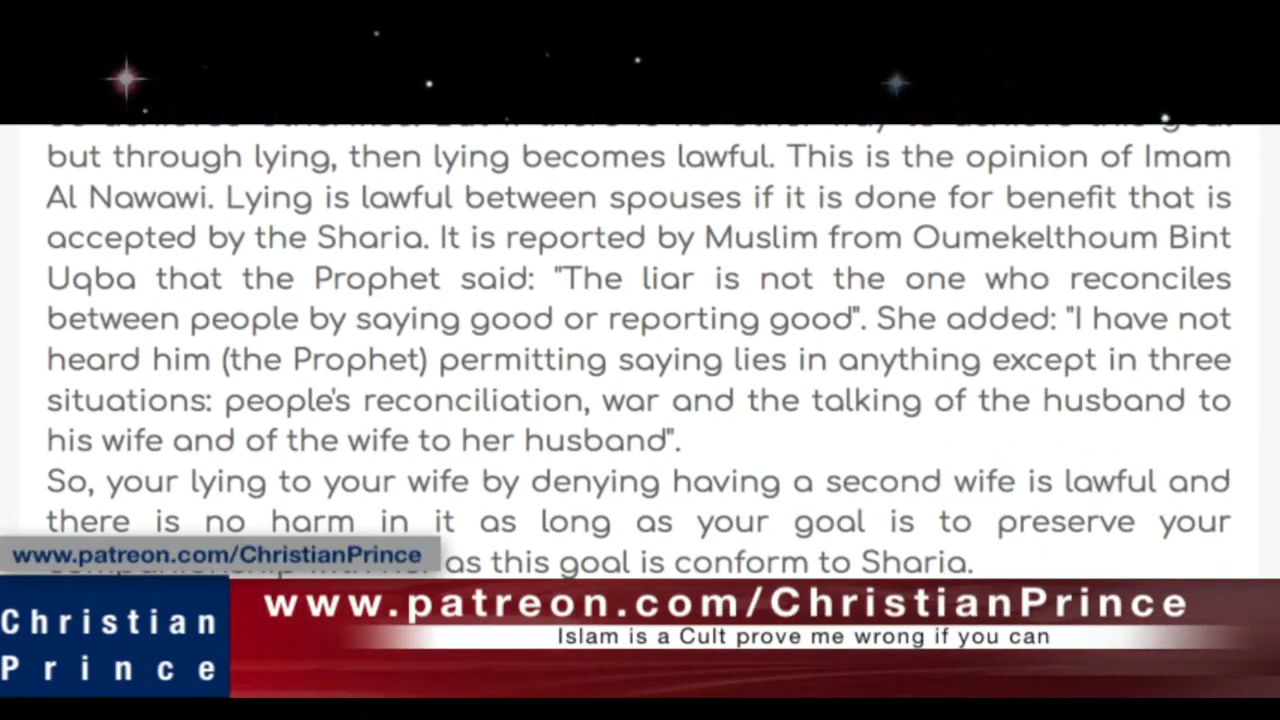 but through lying, then lying becomes lawful. This is the opinion of Imam
Al Nawawi. Lying is lawful between spouses if it is done for benefit that is
accepted by the Sharia. It is reported by Muslim from Oumekelthoum Bint
Uqba that the Prophet said: "The liar is not the one who reconciles
between people by saying good or reporting good". She added: "I have not
heard him (the Prophet) permitting saying lies in anything except in three
situations: people's reconciliation, war and the talking of the husband to
his wife and of the wife to her husband".
So, your lying to your wife by denying having a second wife is lawful and
there is no harm in it as long as your goal is to preserve your
as this goal is conform to Sharia.
www.patreon.com/ChristianPrince
www.patreon.com/ChristianPrince
Islam is a Cult prove me wrong if you can
Christian
Prince